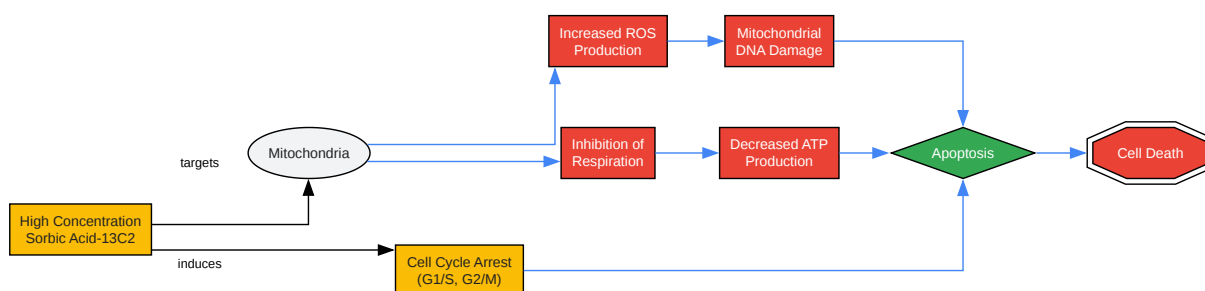 Increased ROS
Production
Mitochondrial
DNA Damage
Mitochondria
Inhibition of
Respiration
Decreased ATP
Production
Apoptosis
Cell Death
targets
High Concentration
Sorbic Acid-13C2
induces
Cell Cycle Arrest
(G1/S, G2/M)